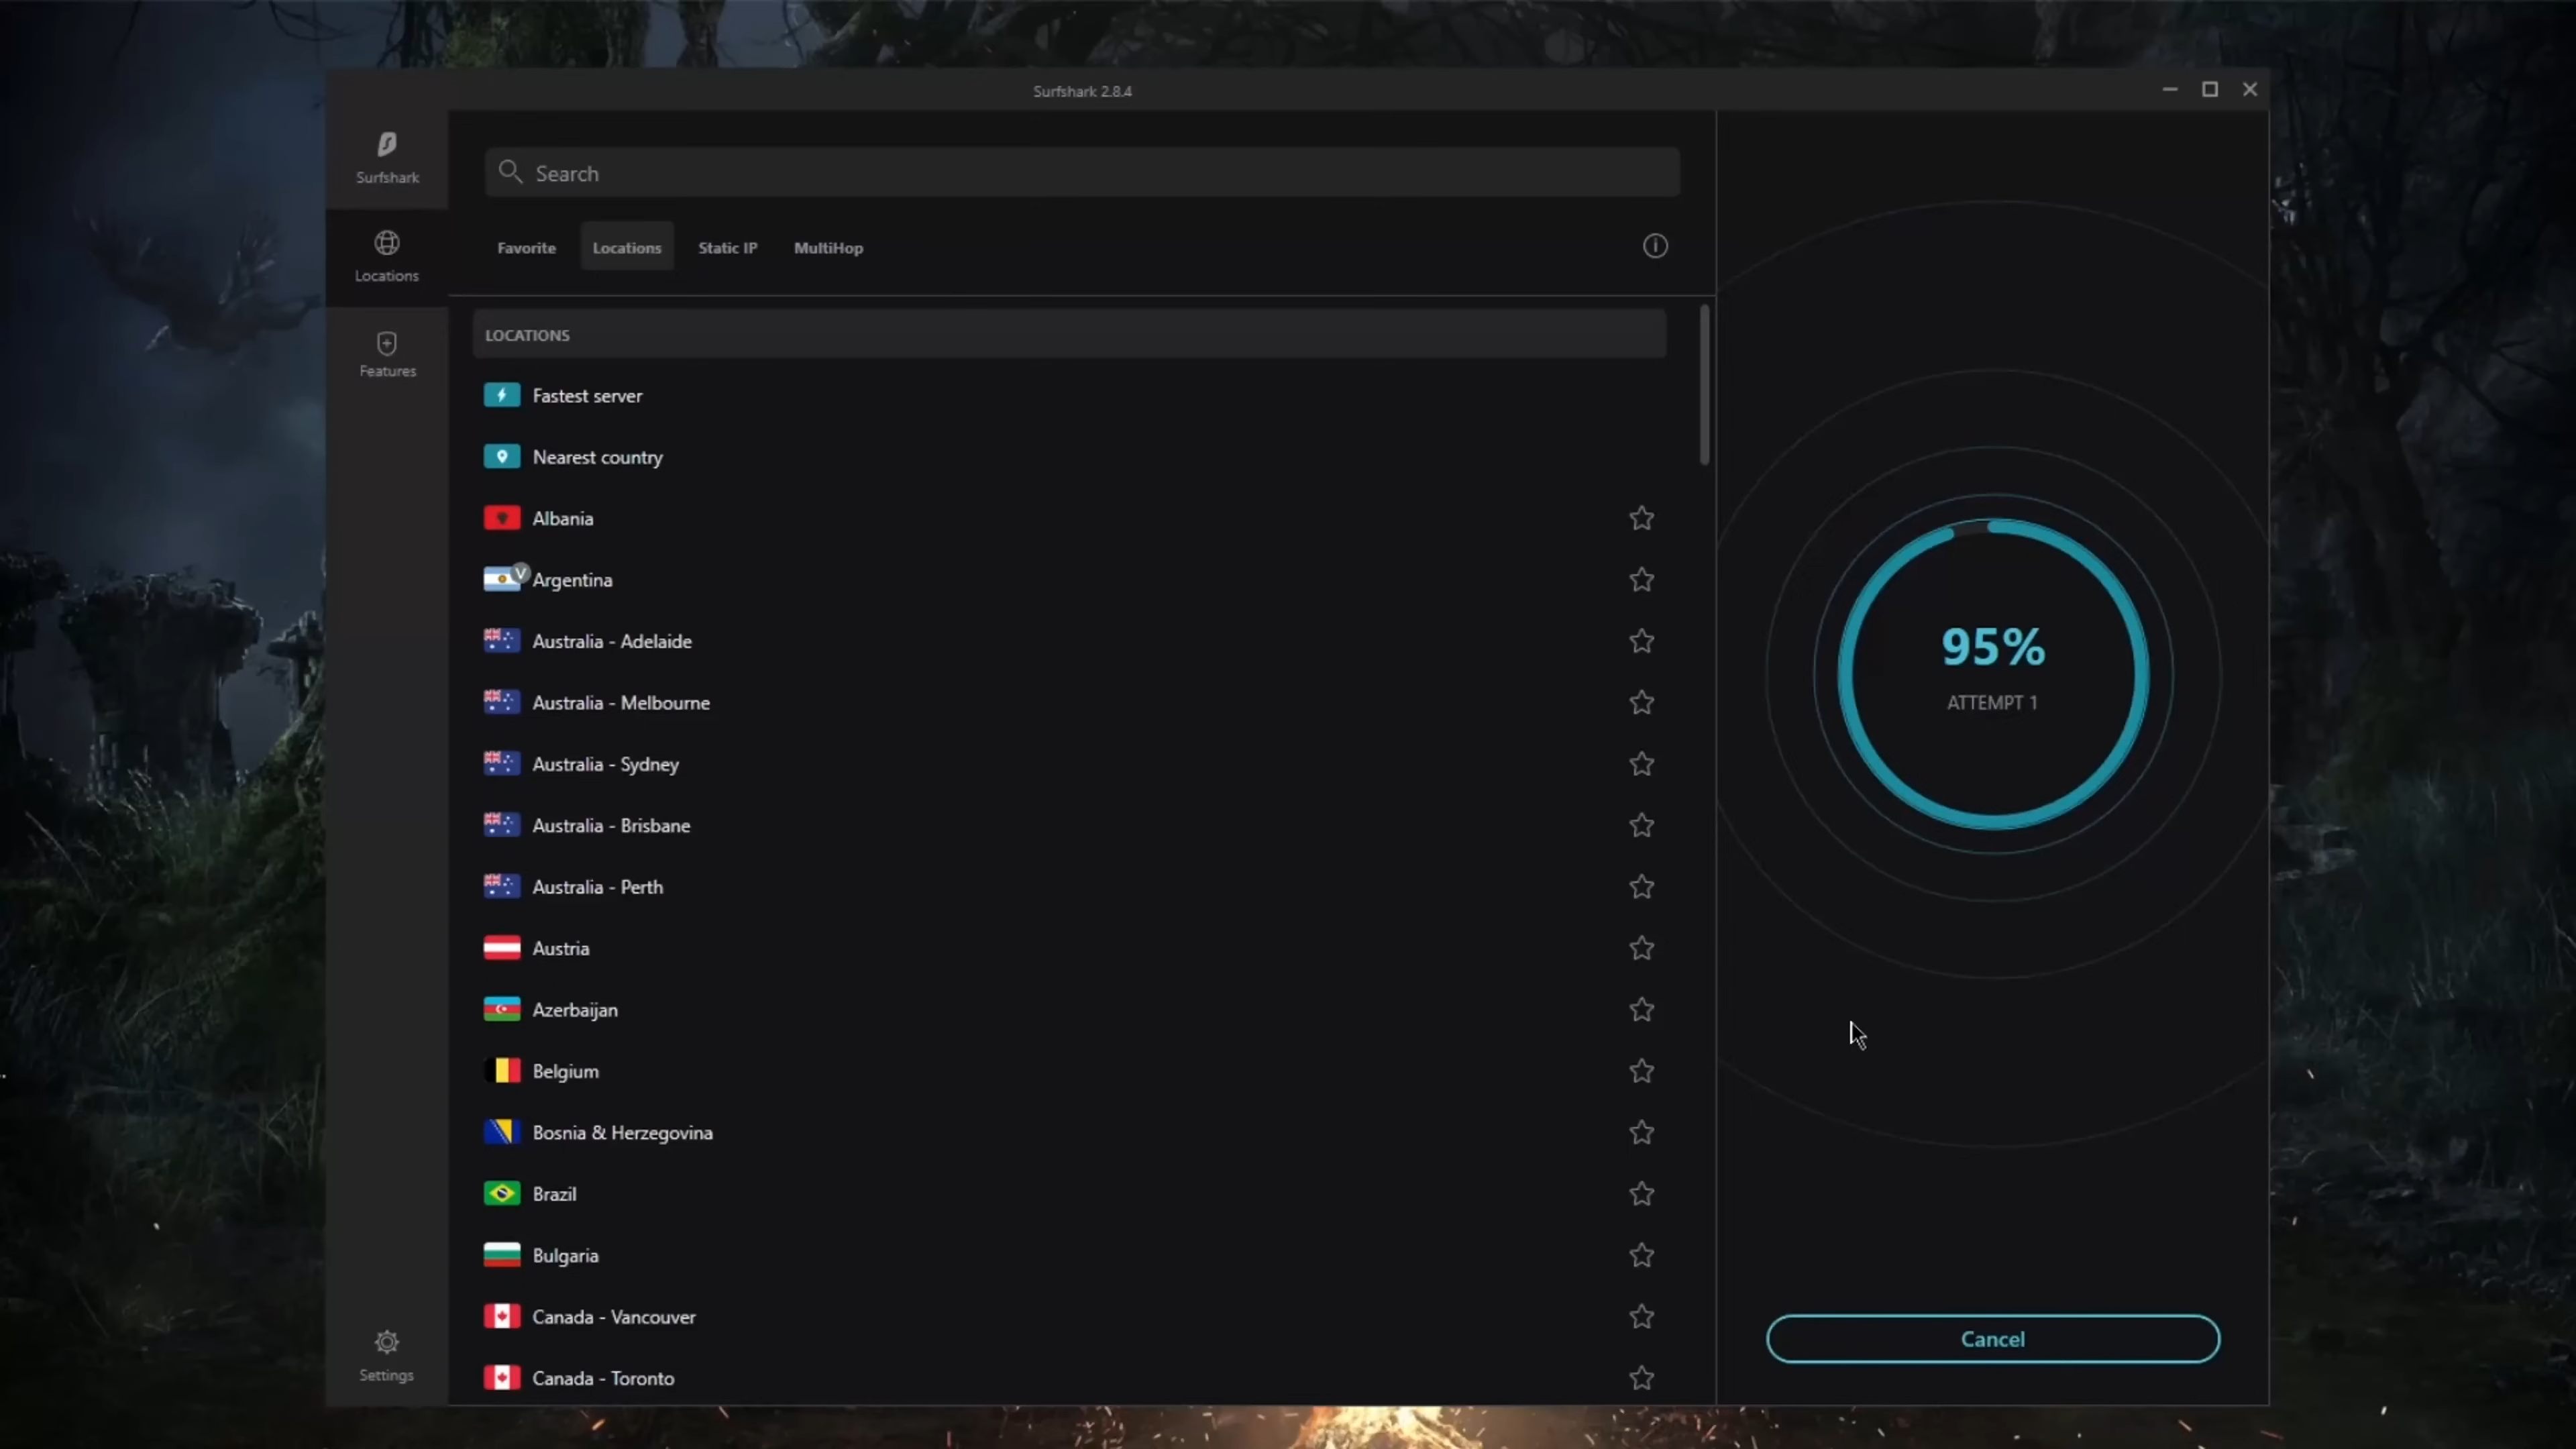 Surfshark 2.8.4
Surfshark
Locations
Features
Settings
Search
Favorite
Locations
Static IP
MultiHop
LOCATIONS
Fastest server
Nearest country
Albania
V
Argentina
Australia - Adelaide
Australia - Melbourne
Australia - Sydney
Australia - Brisbane
Australia - Perth
Austria
Azerbaijan
Belgium
Bosnia & Herzegovina
Brazil
Bulgaria
Canada - Vancouver
Canada - Toronto
95%
ATTEMPT 1
Cancel